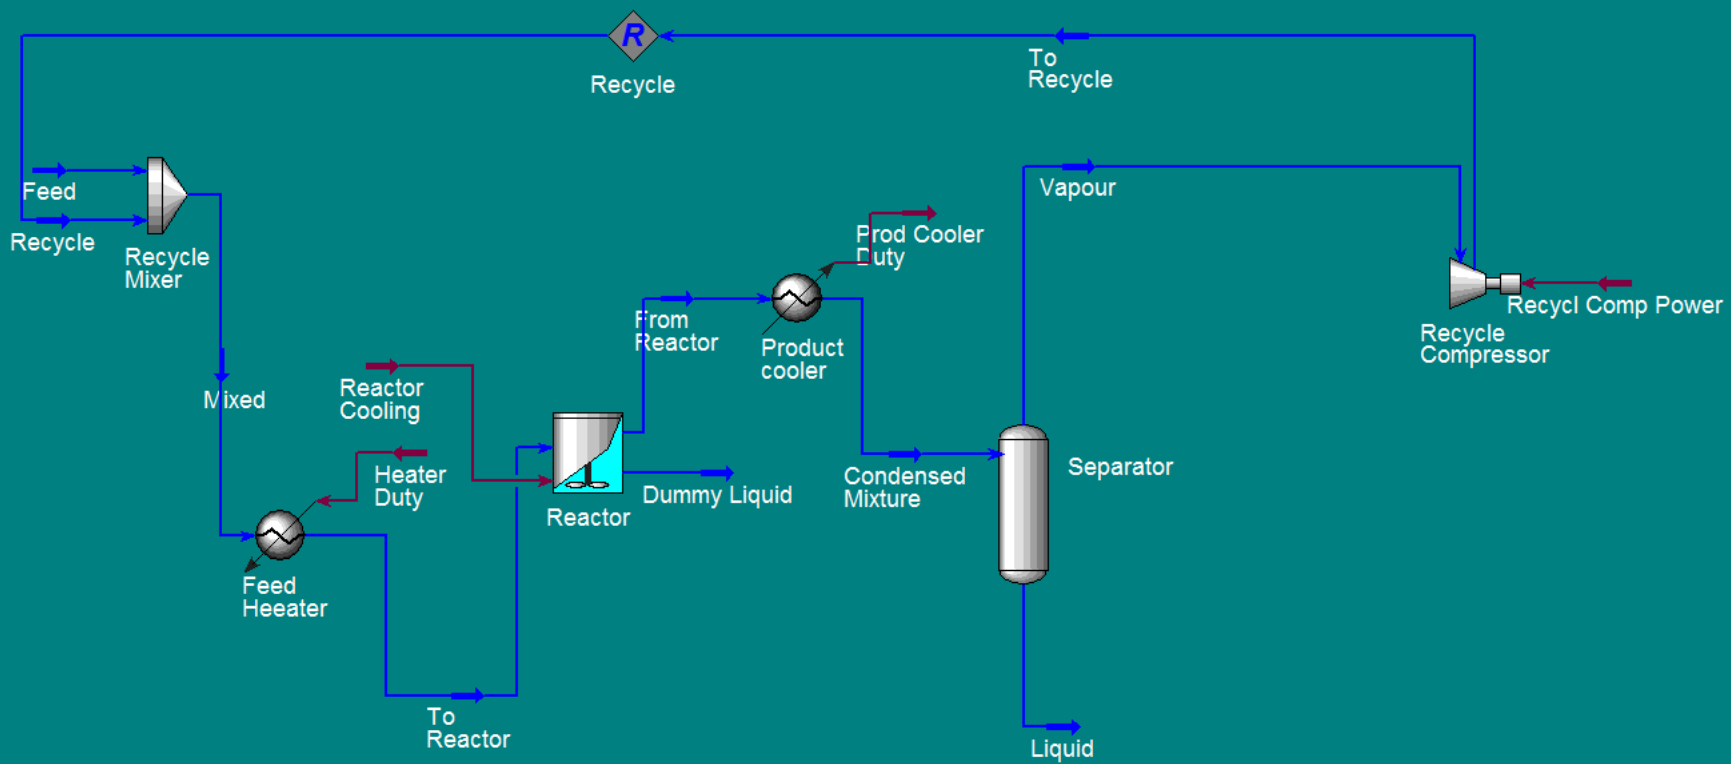 R
Recycle
To
Recycle
Feed
Recycle
Recycle
Mixer
Vapour
Prod Cooler
Duty
Recycl Comp Power
Recycle
Compressor
From
Reactor
Product
cooler
Mixed
Reactor
Cooling
Heater
Duty
Reactor
Dummy Liquid
Condensed
Mixture
Separator
Feed
Heeater
To
Reactor
Liquid